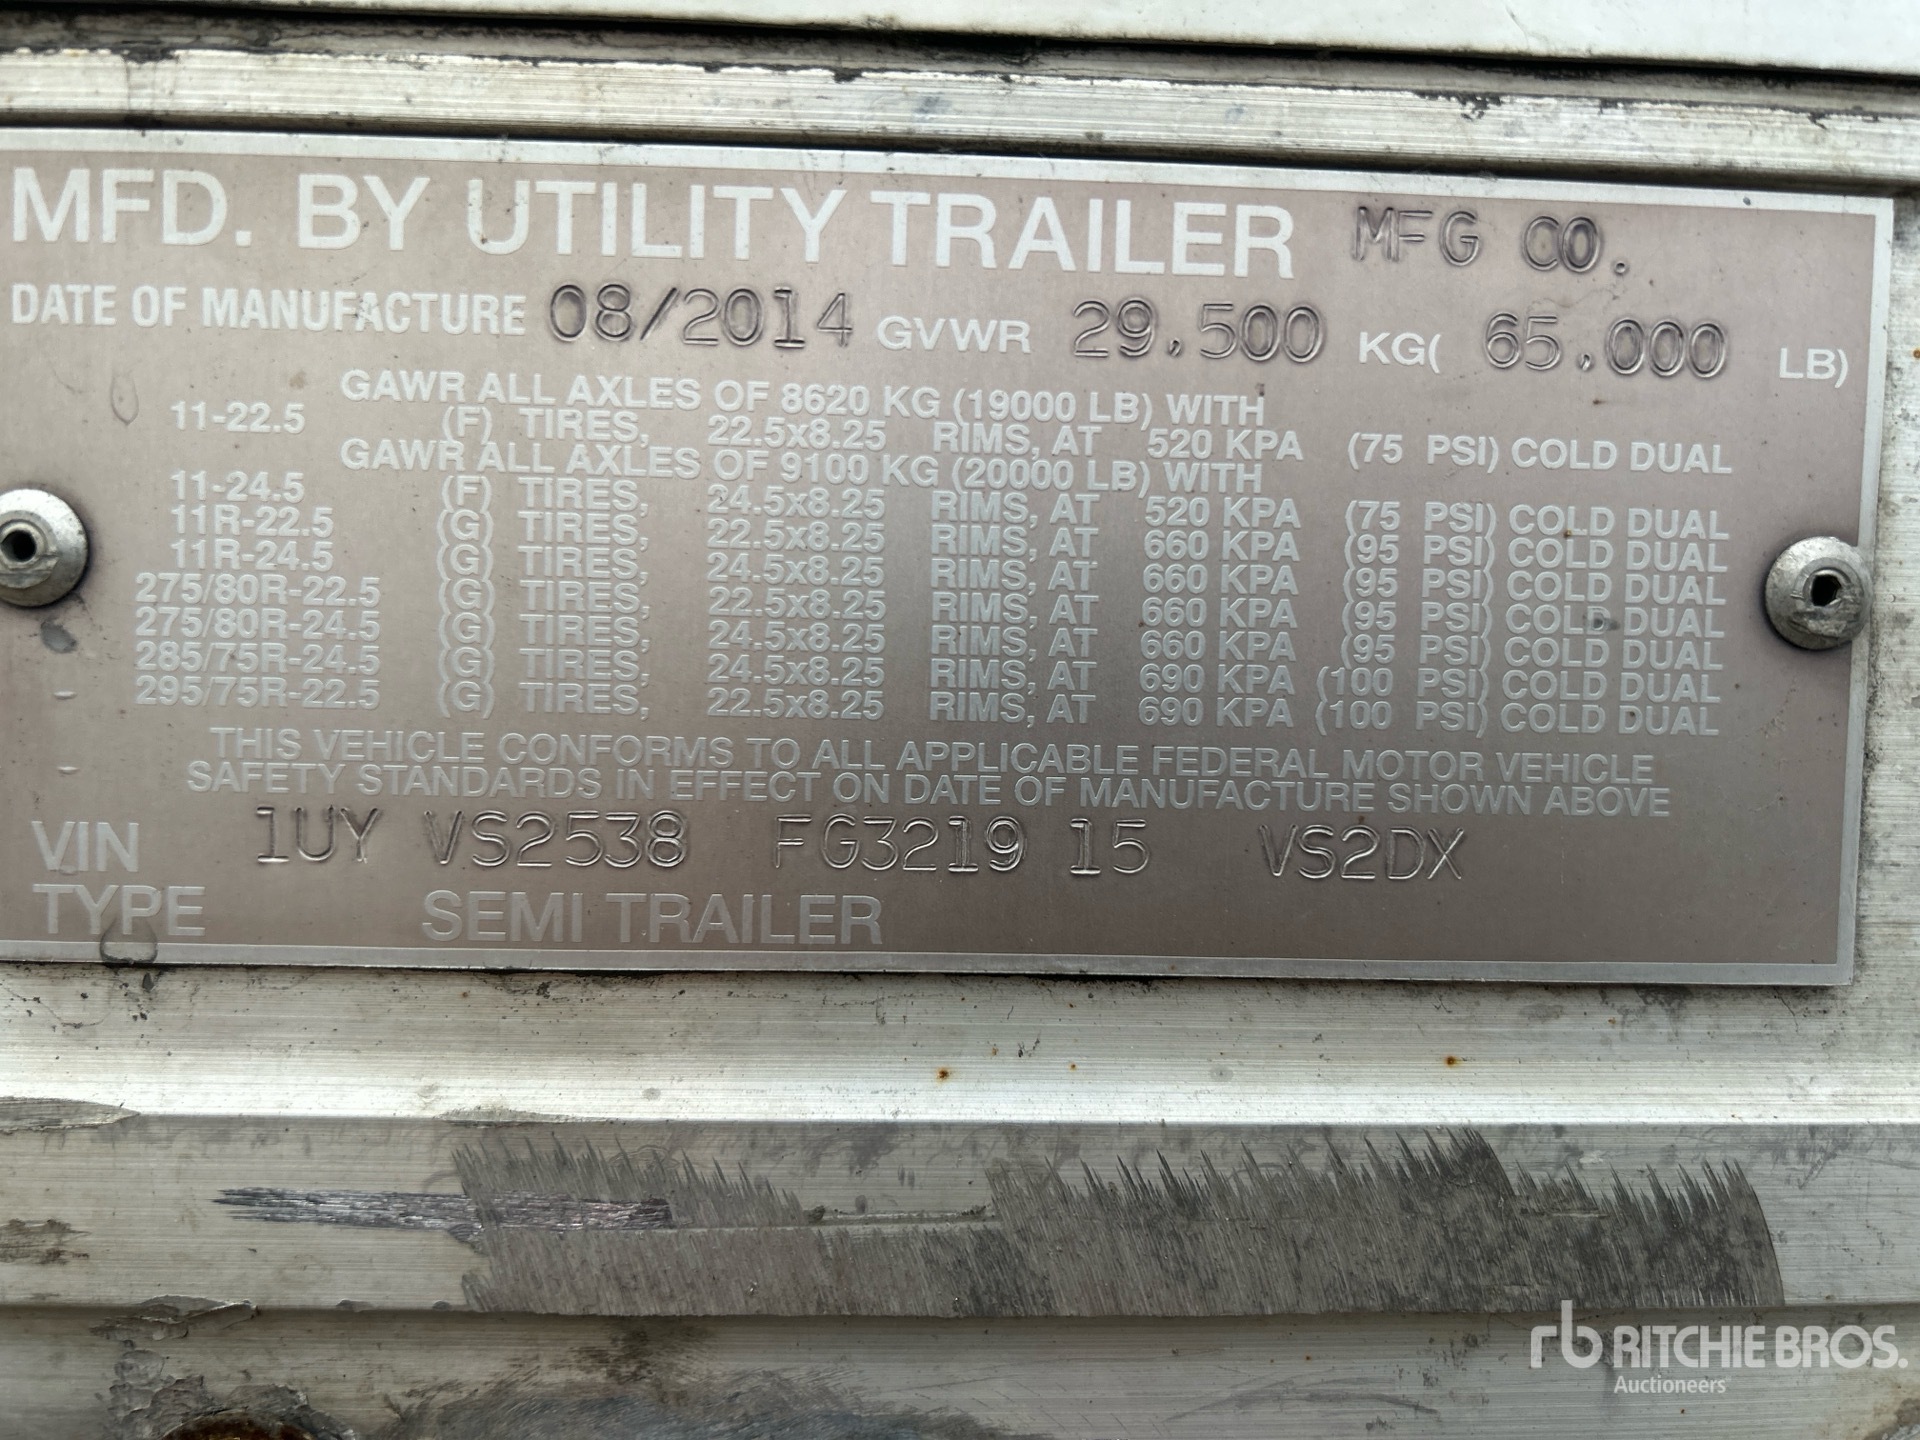 MFD. BY UTILITY TRAILER MFG CO.
DATE OF MANUFACTURE 08/2014 GVWR 29,500 KG( 65,000 LB)
GAWR ALL AXLES OF 8620 KG (19000 LB) WITH
11-22.5 (F) TIRES, 22.5x8.25 RIMS, AT 520 KPA (75 PSI) COLD DUAL
GAWR ALL AXLES OF 9100 KG (20000 LB) WITH
11-24.5 (F) TIRES, 24.5x8.25 RIMS, AT 520 KPA (75 PSI) COLD DUAL
11R-22.5 (G) TIRES, 22.5x8.25 RIMS, AT 660 KPA (95 PSI) COLD DUAL
11R-24.5 (G) TIRES, 24.5x8.25 RIMS, AT 660 KPA (95 PSI) COLD DUAL
275/80R-22.5 (G) TIRES, 22.5x8.25 RIMS, AT 660 KPA (95 PSI) COLD DUAL
275/80R-24.5 (G) TIRES, 24.5x8.25 RIMS, AT 660 KPA (95 PSI) COLD DUAL
285/75R-24.5 (G) TIRES, 24.5x8.25 RIMS, AT 690 KPA (100 PSI) COLD DUAL
295/75R-22.5 (G) TIRES, 22.5x8.25 RIMS, AT 690 KPA (100 PSI) COLD DUAL
THIS VEHICLE CONFORMS TO ALL APPLICABLE FEDERAL MOTOR VEHICLE
SAFETY STANDARDS IN EFFECT ON DATE OF MANUFACTURE SHOWN ABOVE
VIN 1UY VS2538 FG3219 15 VS2DX
TYPE SEMI TRAILER
rb RITCHIE BROS.
Auctioneers